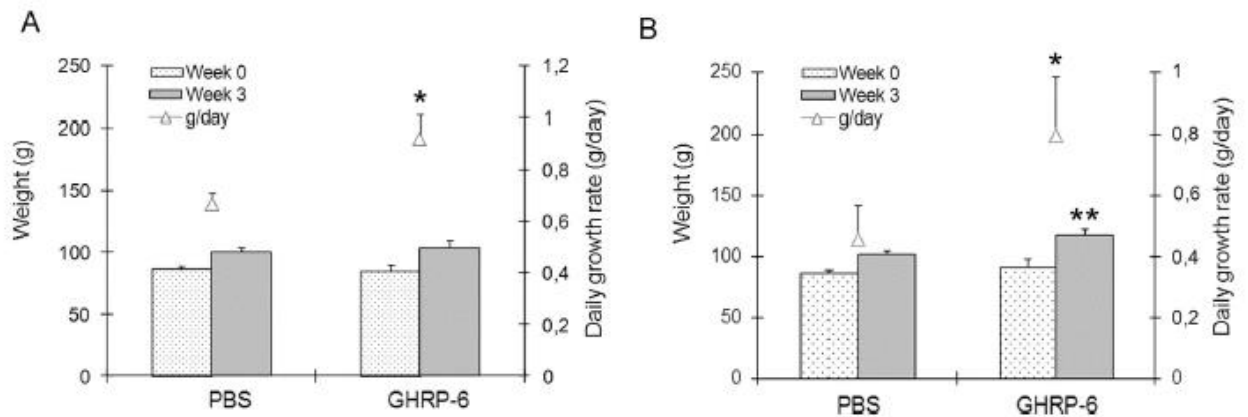 A
Week 0
Week 3
g/day
*
Weight (g)
250
200
150
100
50
0
1,2
1
0,8
0,6
0,4
0,2
0
Daily growth rate (g/day)
PBS
GHRP-6
B
Week 0
Week 3
g/day
*
**
Weight (g)
250
200
150
100
50
0
1
0,8
0,6
0,4
0,2
0
Daily growth rate (g/day)
PBS
GHRP-6